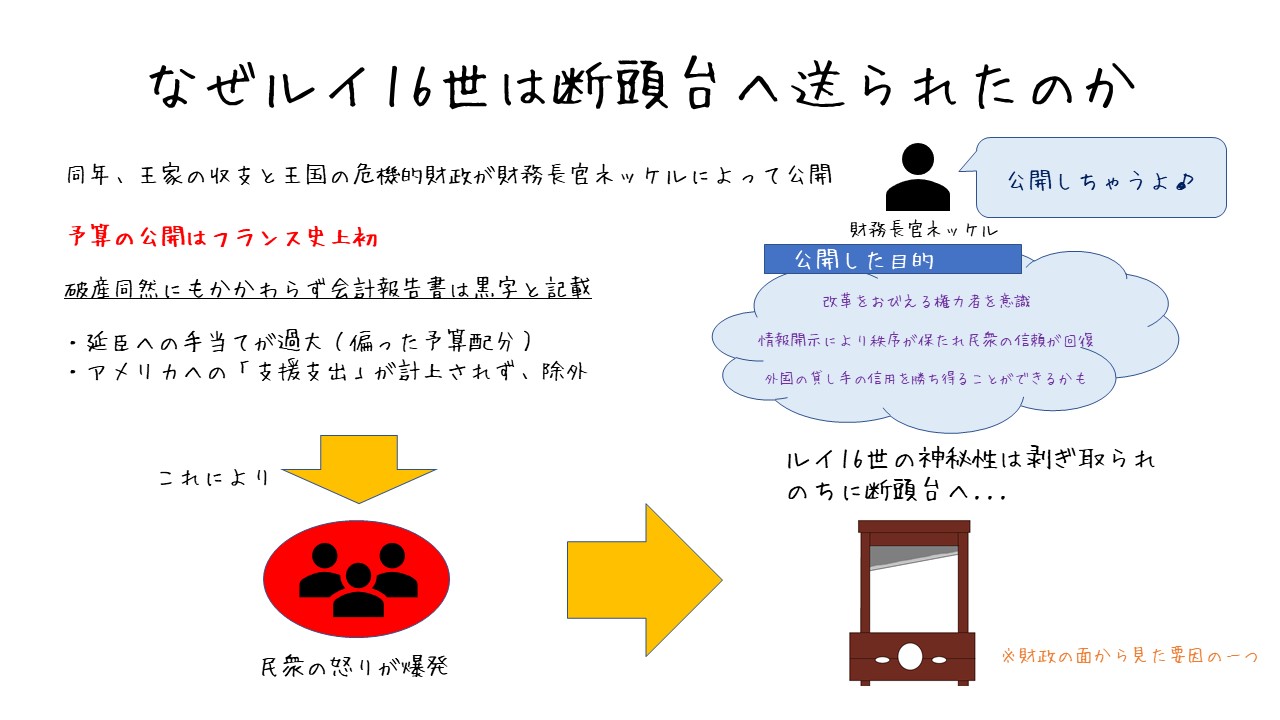 なぜルイ16世は断頭台へ送られたのか
同年、王家の収支と王国の危機的財政が財務長官ネッケルによって公開
予算の公開はフランス史上初
破産同然にもかかわらず会計報告書は黒字と記載
・延臣への手当てが過大(偏った予算配分)
・アメリカへの「支援支出」が計上されず、除外
公開しちゃうよ♪
財務長官ネッケル
公開した目的
改革をおびえる権力者を意識
情報開示により秩序が保たれ民衆の信頼が回復
外国の貸し手の信用を勝ち得ることができるかも
これにより
民衆の怒りが爆発
ルイ16世の神秘性は剥ぎ取られ
のちに断頭台へ...
※財政の面から見た要因の一つ